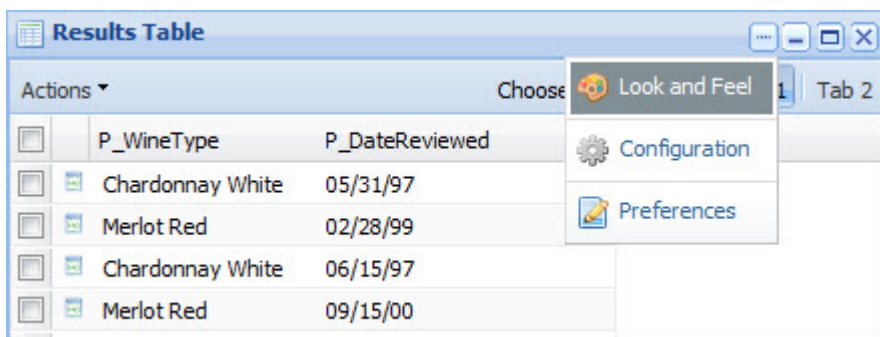 Results Table
Actions Choose 1 Tab 2
Look and Feel
P_WineType P_DateReviewed
Configuration
Chardonnay White 05/31/97
Merlot Red 02/28/99
Preferences
Chardonnay White 06/15/97
Merlot Red 09/15/00